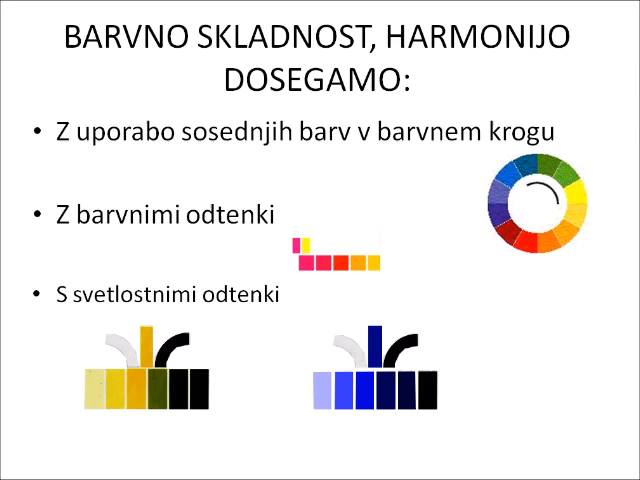 BARVNO SKLADNOST, HARMONIJO
DOSEGAMO:
• Z uporabo sosednjih barv v barvnem krogu
• Z barvnimi odtenki
• S svetlostnimi odtenki